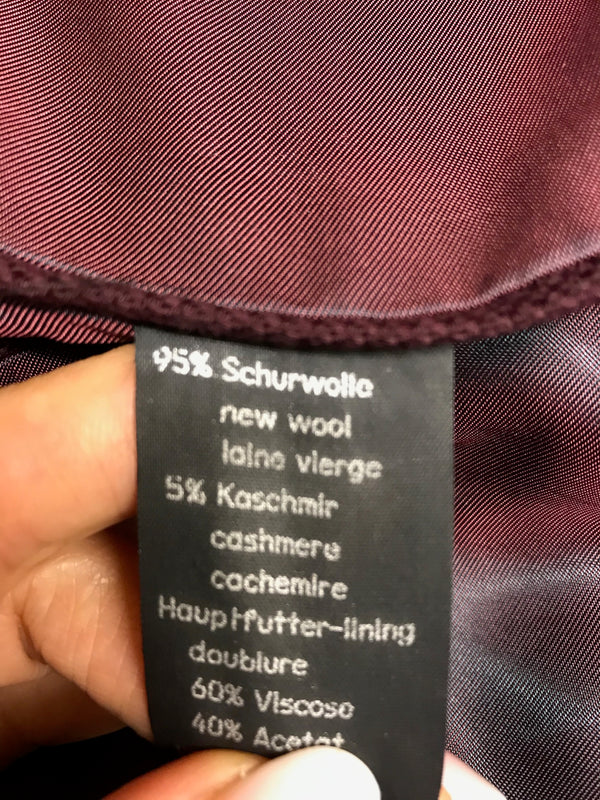 95% Schurwolle
new wool
laine vierge
5% Kaschmir
cashmere
cachemire
Hauptfutter-lining
doublure
60% Viscose
40% Acetat